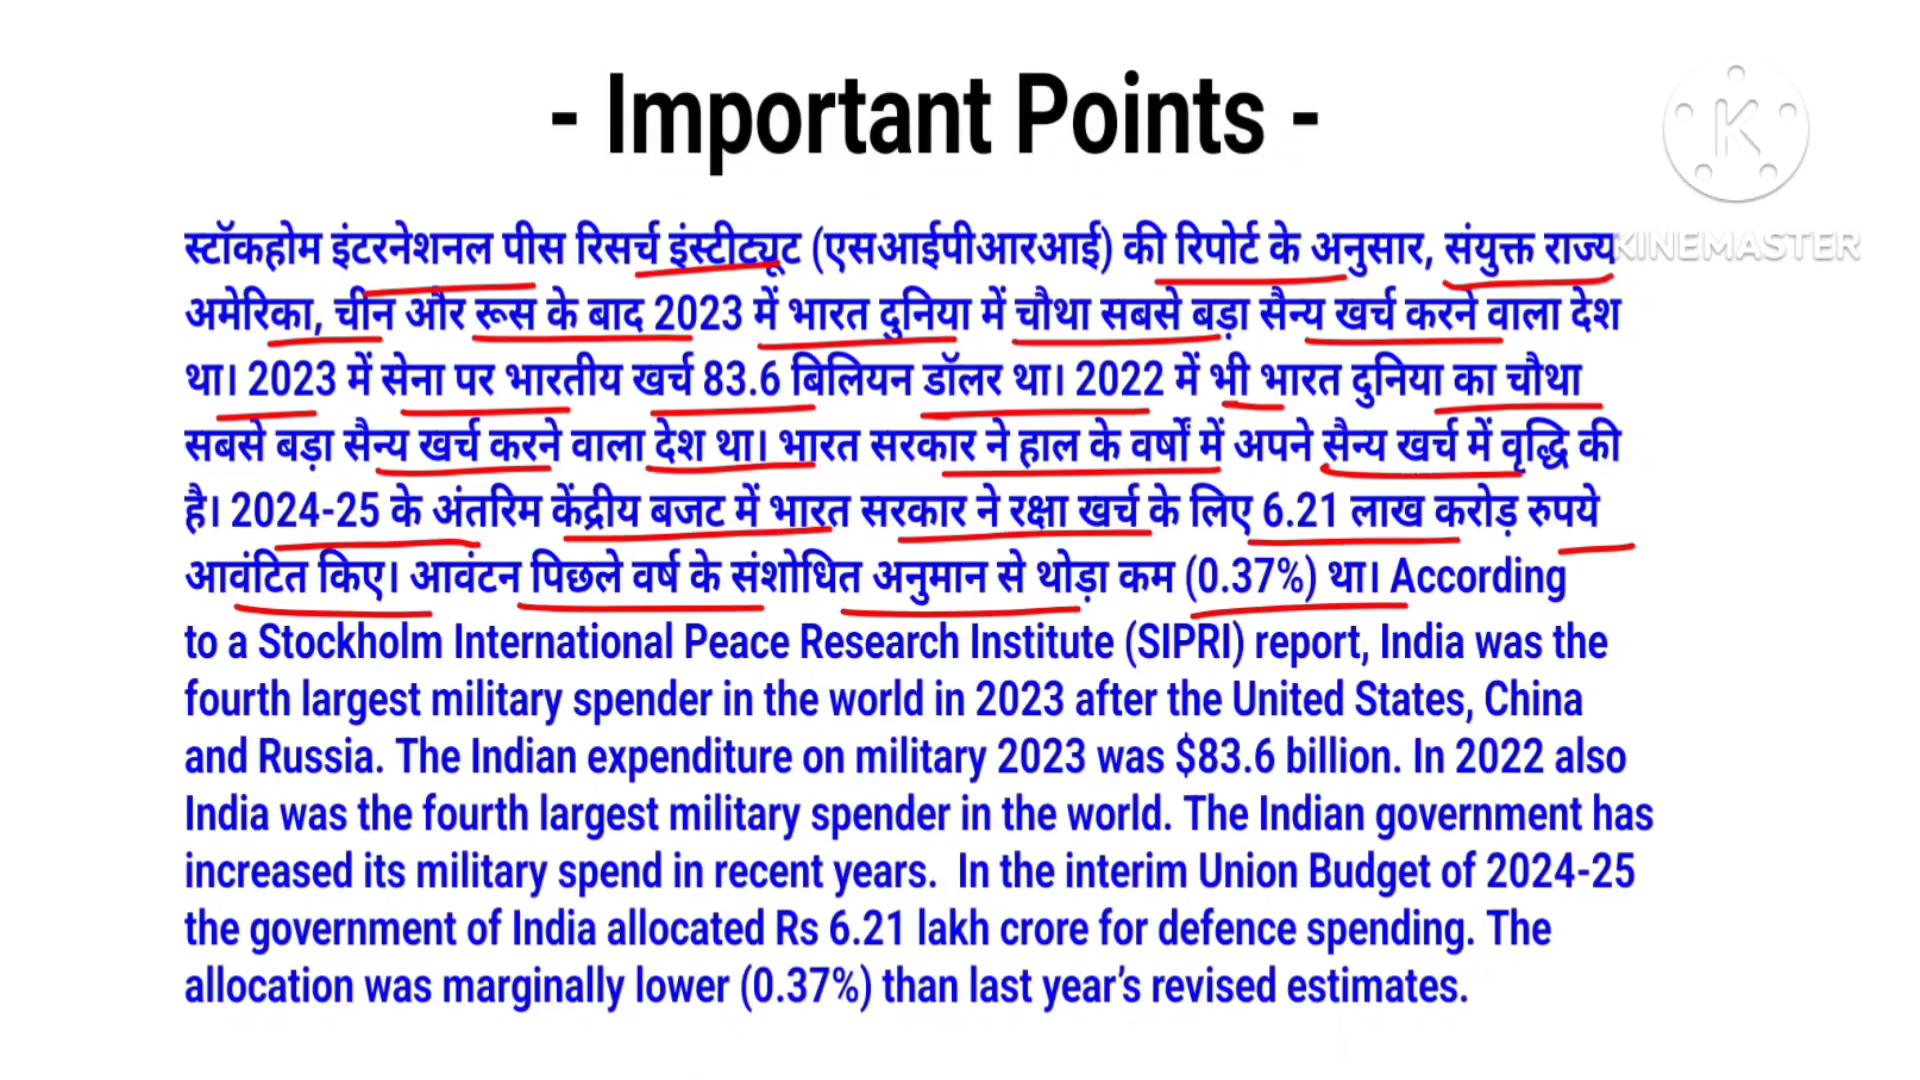 - Important Points -
K
KINEMASTER
स्टॉकहोम इंटरनेशनल पीस रिसर्च इंस्टीट्यूट (एसआईपीआरआई) की रिपोर्ट के अनुसार, संयुक्त राज्य
अमेरिका, चीन और रूस के बाद 2023 में भारत दुनिया में चौथा सबसे बड़ा सैन्य खर्च करने वाला देश
था। 2023 में सेना पर भारतीय खर्च 83.6 बिलियन डॉलर था। 2022 में भी भारत दुनिया का चौथा
सबसे बड़ा सैन्य खर्च करने वाला देश था। भारत सरकार ने हाल के वर्षों में अपने सैन्य खर्च में वृद्धि की
है। 2024-25 के अंतरिम केंद्रीय बजट में भारत सरकार ने रक्षा खर्च के लिए 6.21 लाख करोड़ रुपये
आवंटित किए। आवंटन पिछले वर्ष के संशोधित अनुमान से थोड़ा कम (0.37%) था। According
to a Stockholm International Peace Research Institute (SIPRI) report, India was the
fourth largest military spender in the world in 2023 after the United States, China
and Russia. The Indian expenditure on military 2023 was $83.6 billion. In 2022 also
India was the fourth largest military spender in the world. The Indian government has
increased its military spend in recent years.  In the interim Union Budget of 2024-25
the government of India allocated Rs 6.21 lakh crore for defence spending. The
allocation was marginally lower (0.37%) than last year’s revised estimates.